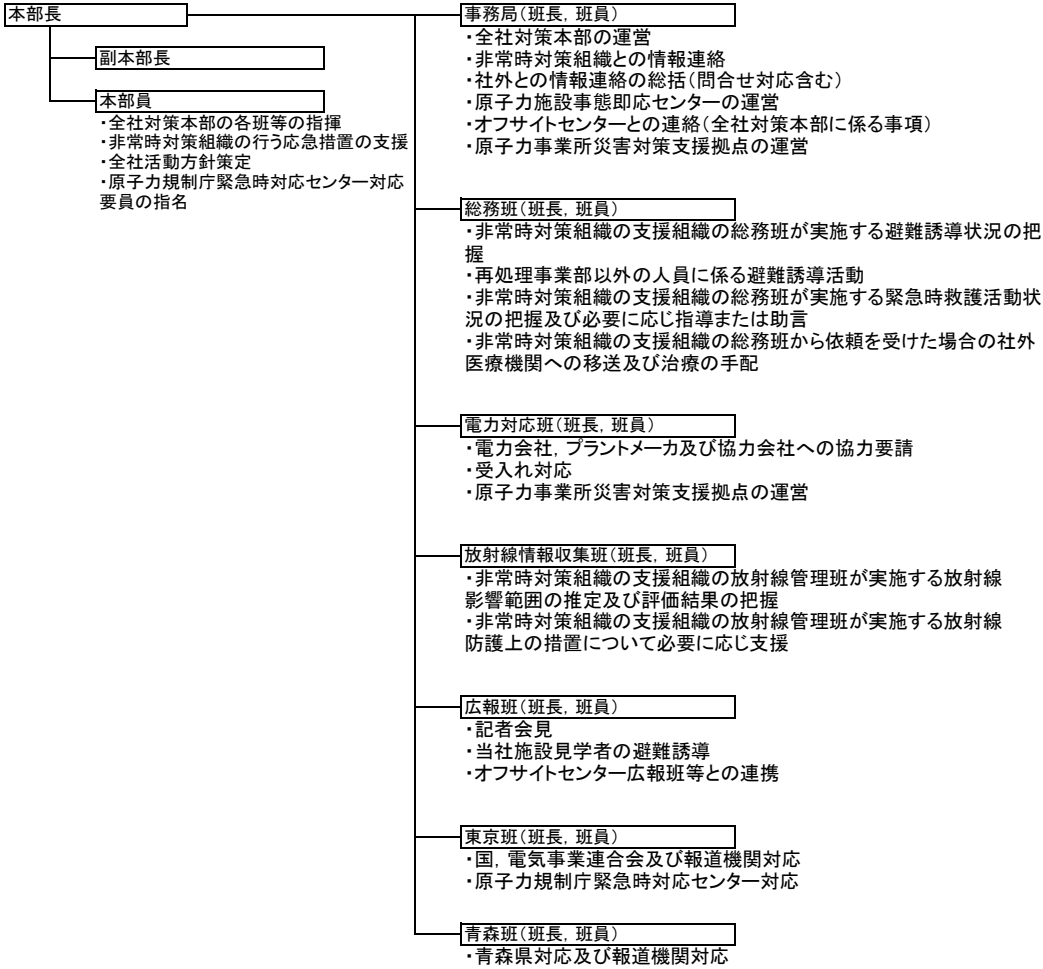 本部長
副本部長
本部員
・全社対策本部の各班等の指揮
・非常時対策組織の行う応急措置の支援
・全社活動方針策定
・原子力規制庁緊急時対応センター対応
要員の指名
事務局(班長, 班員)
・全社対策本部の運営
・非常時対策組織との情報連絡
・社外との情報連絡の総括(問合せ対応含む)
・原子力施設事態即応センターの運営
・オフサイトセンターとの連絡(全社対策本部に係る事項)
・原子力事業所災害対策支援拠点の運営
総務班(班長, 班員)
・非常時対策組織の支援組織の総務班が実施する避難誘導状況の把
握
・再処理事業部以外の人員に係る避難誘導活動
・非常時対策組織の支援組織の総務班が実施する緊急時救護活動状
況の把握及び必要に応じ指導または助言
・非常時対策組織の支援組織の総務班から依頼を受けた場合の社外
医療機関への移送及び治療の手配
電力対応班(班長, 班員)
・電力会社, プラントメーカ及び協力会社への協力要請
・受入れ対応
・原子力事業所災害対策支援拠点の運営
放射線情報収集班(班長, 班員)
・非常時対策組織の支援組織の放射線管理班が実施する放射線
影響範囲の推定及び評価結果の把握
・非常時対策組織の支援組織の放射線管理班が実施する放射線
防護上の措置について必要に応じ支援
広報班(班長, 班員)
・記者会見
・当社施設見学者の避難誘導
・オフサイトセンター広報班等との連携
東京班(班長, 班員)
・国, 電気事業連合会及び報道機関対応
・原子力規制庁緊急時対応センター対応
青森班(班長, 班員)
・青森県対応及び報道機関対応